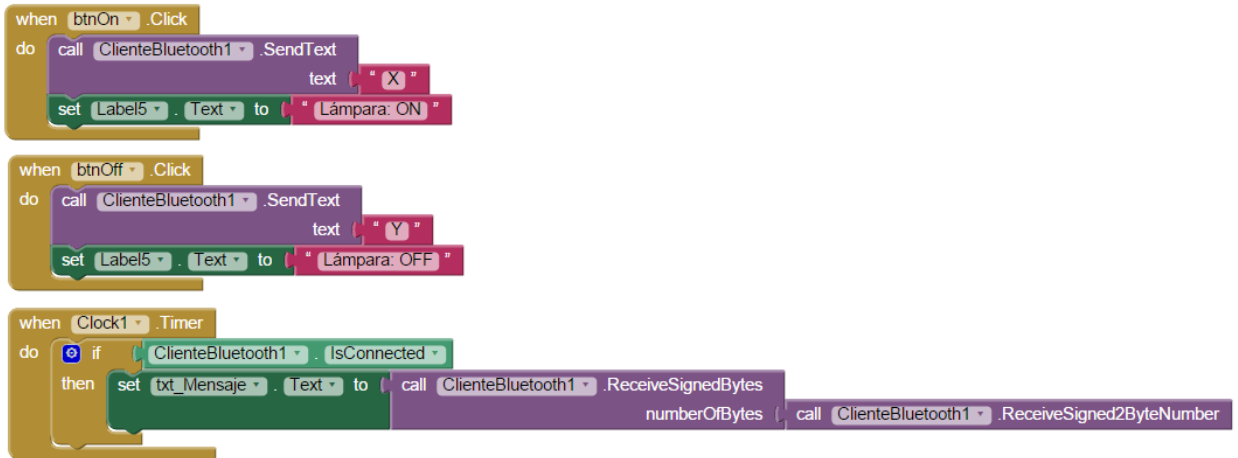 when btnOn .Click
do call ClienteBluetooth1 .SendText
text " X "
set Label5 . Text to " Lámpara: ON "
when btnOff .Click
do call ClienteBluetooth1 .SendText
text " Y "
set Label5 . Text to " Lámpara: OFF "
when Clock1 .Timer
do if ClienteBluetooth1 . IsConnected
then set txt_Mensaje . Text to call ClienteBluetooth1 .ReceiveSignedBytes
numberOfBytes call ClienteBluetooth1 .ReceiveSigned2ByteNumber